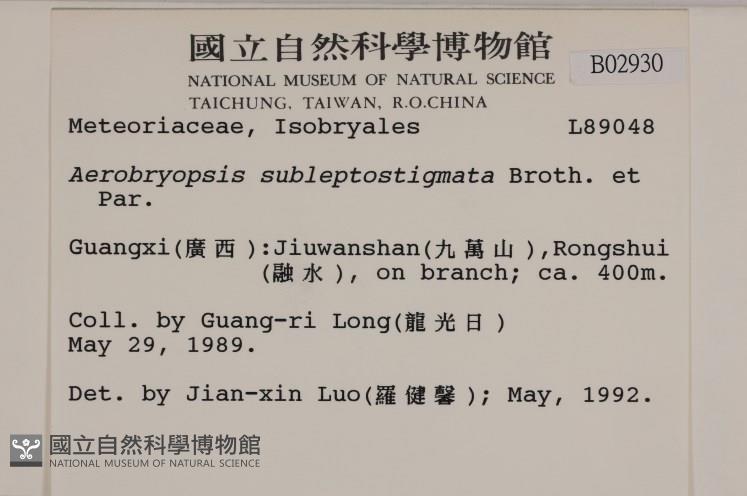 國立自然科學博物館
NATIONAL MUSEUM OF NATURAL SCIENCE
TAICHUNG, TAIWAN, R.O.CHINA
B02930
Meteoriaceae, Isobryales L89048
Aerobryopsis subleptostigmata Broth. et
Par.
Guangxi(廣西):Jiuwanshan(九萬山),Rongshui
(融水), on branch; ca. 400m.
Coll. by Guang-ri Long(龍光日)
May 29, 1989.
Det. by Jian-xin Luo(羅健馨); May, 1992.
國立自然科學博物館
NATIONAL MUSEUM OF NATURAL SCIENCE